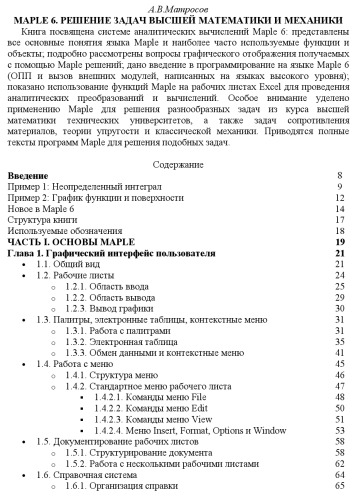 А.В.Матросов
MAPLE 6. РЕШЕНИЕ ЗАДАЧ ВЫСШЕЙ МАТЕМАТИКИ И МЕХАНИКИ
Книга посвящена системе аналитических вычислений Maple 6: представлены
все основные понятия языка Maple и наиболее часто используемые функции и
объекты; подробно рассмотрены вопросы графического отображения получаемых
с помощью Maple решений; дано введение в программирование на языке Maple 6
(ОПП и вызов внешних модулей, написанных на языках высокого уровня);
показано использование функций Maple на рабочих листах Excel для проведения
аналитических преобразований и вычислений. Особое внимание уделено
применению Maple для решения разнообразных задач из курса высшей
математики технических университетов, а также задач сопротивления
материалов, теории упругости и классической механики. Приводятся полные
тексты программ Maple для решения подобных задач.
Содержание
Введение 8
Пример 1: Неопределенный интеграл 9
Пример 2: График функции и поверхности 12
Новое в Maple 6 14
Структура книги 17
Используемые обозначения 18
ЧАСТЬ I. ОСНОВЫ MAPLE 19
Глава 1. Графический интерфейс пользователя 21
• 1.1. Общий вид 21
• 1.2. Рабочие листы 24
o 1.2.1. Область ввода 25
o 1.2.2. Область вывода 29
o 1.2.3. Вывод графики 30
• 1.3. Палитры, электронные таблицы, контекстные меню 31
o 1.3.1. Работа с палитрами 31
o 1.3.2. Электронная таблица 35
o 1.3.3. Обмен данными и контекстные меню 41
• 1.4. Работа с меню 45
o 1.4.1. Структура меню 46
o 1.4.2. Стандартное меню рабочего листа 47
▪ 1.4.2.1. Команды меню File 48
▪ 1.4.2.2. Команды меню Edit 50
▪ 1.4.2.3. Команды меню View 51
▪ 1.4.2.4. Меню Insert, Format, Options и Window 53
• 1.5. Документирование рабочих листов 58
o 1.5.1. Структурирование документа 58
o 1.5.2. Работа с несколькими рабочими листами 62
• 1.6. Справочная система 64
o 1.6.1. Организация справки 65